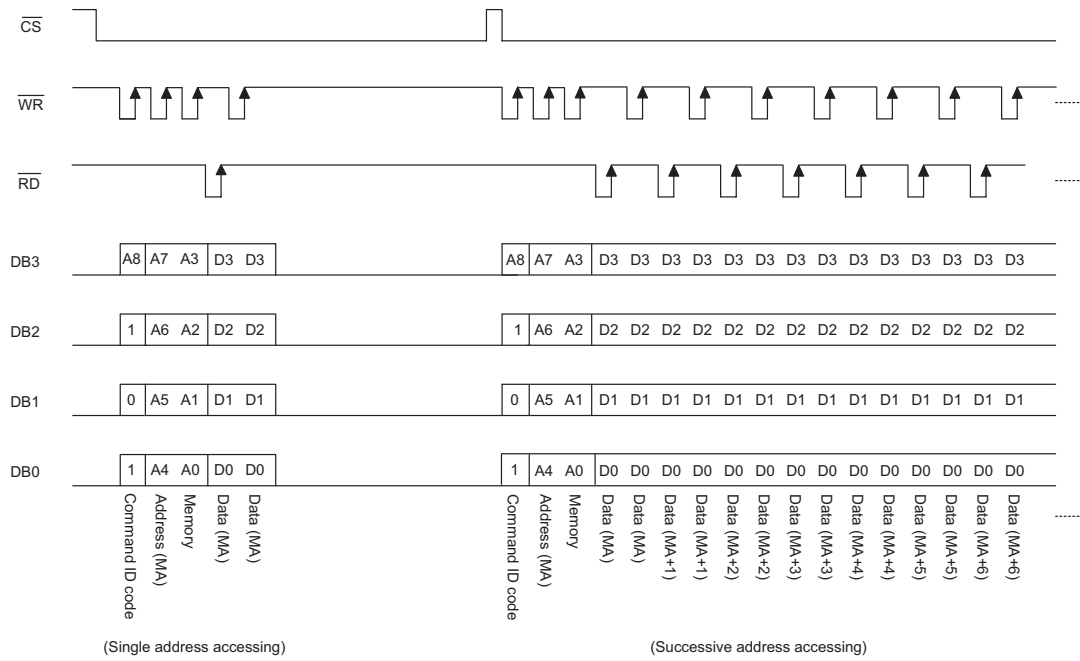 CS
WR
RD
DB3 A8 A7 A3 D3 D3 A8 A7 A3 D3 D3 D3 D3 D3 D3 D3 D3 D3 D3 D3 D3 D3 D3
DB2 1 A6 A2 D2 D2 1 A6 A2 D2 D2 D2 D2 D2 D2 D2 D2 D2 D2 D2 D2 D2 D2
DB1 0 A5 A1 D1 D1 0 A5 A1 D1 D1 D1 D1 D1 D1 D1 D1 D1 D1 D1 D1 D1 D1
DB0 1 A4 A0 D0 D0 1 A4 A0 D0 D0 D0 D0 D0 D0 D0 D0 D0 D0 D0 D0 D0 D0
Command ID code
Address (MA)
Memory
Data (MA)
Data (MA)
Command ID code
Address (MA)
Memory
Data (MA)
Data (MA)
Data (MA+1)
Data (MA+1)
Data (MA+2)
Data (MA+2)
Data (MA+3)
Data (MA+3)
Data (MA+4)
Data (MA+4)
Data (MA+5)
Data (MA+5)
Data (MA+6)
Data (MA+6)
(Single address accessing)
(Successive address accessing)